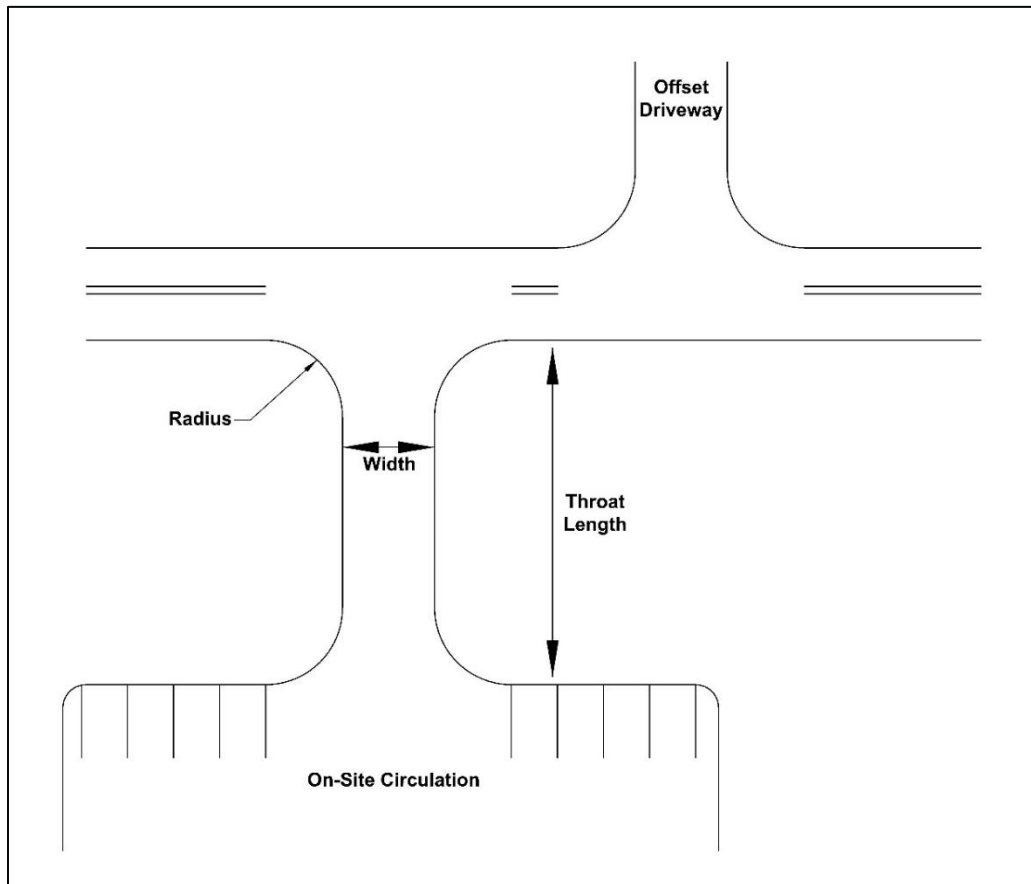 Offset
Driveway
Radius
Width
Throat
Length
On-Site Circulation